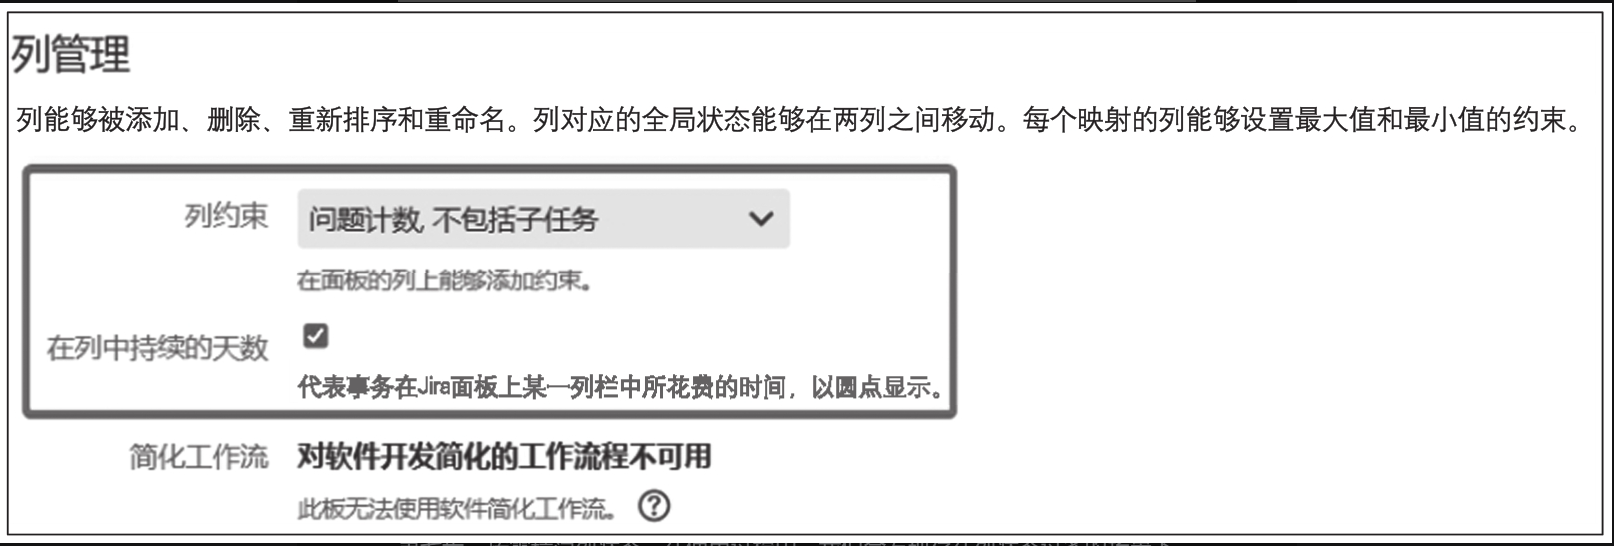 列管理
列能够被添加、删除、重新排序和重命名。列对应的全局状态能够在两列之间移动。每个映射的列能够设置最大值和最小值的约束。
列约束 问题计数, 不包括子任务
在面板的列上能够添加约束。
在列中持续的天数
代表事务在Jira面板上某一列栏中所花费的时间，以圆点显示。
简化工作流 对软件开发简化的工作流程不可用
此板无法使用软件简化工作流。 ?